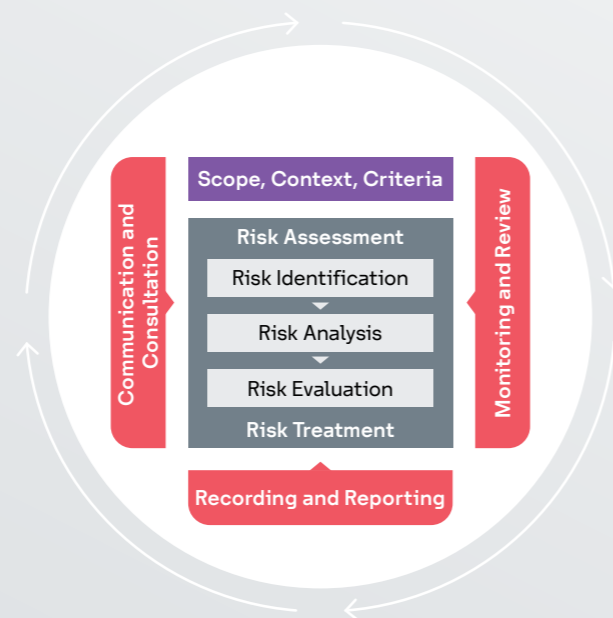 Scope, Context, Criteria
Communication and
Consultation
Risk Assessment
Risk Identification
Risk Analysis
Risk Evaluation
Risk Treatment
Monitoring and Review
Recording and Reporting